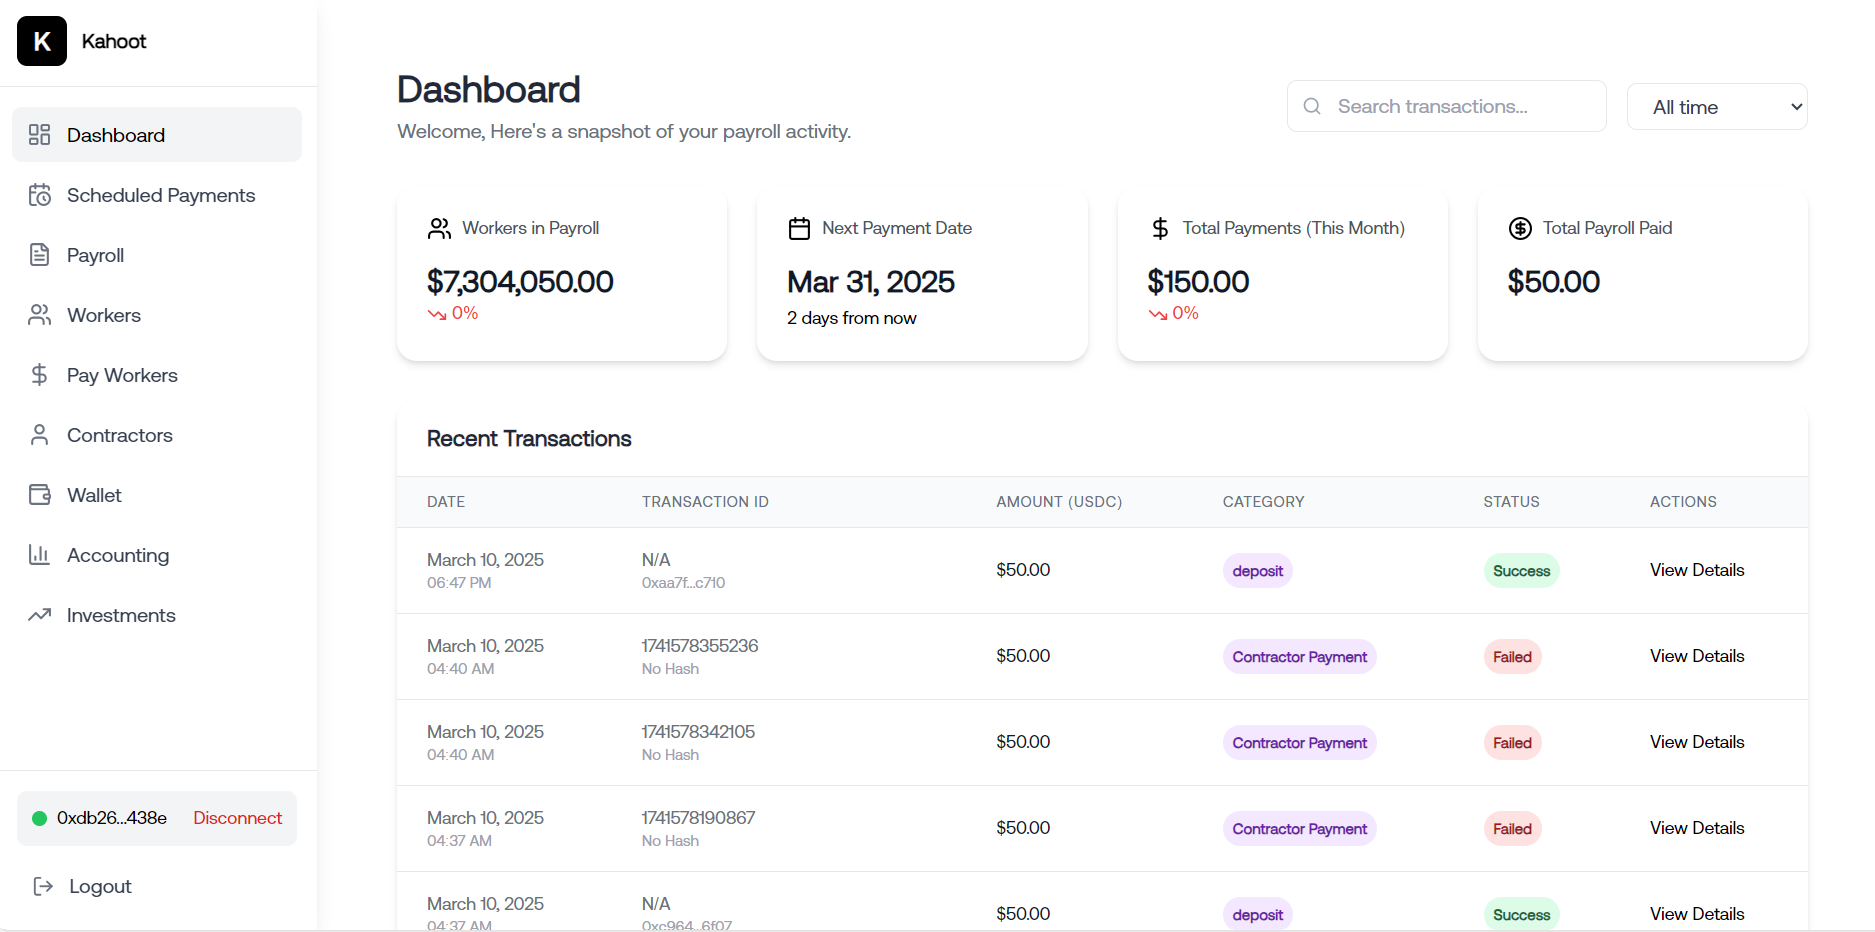 K
Kahoot
Dashboard
Scheduled Payments
Payroll
Workers
Pay Workers
Contractors
Wallet
Accounting
Investments
0xdb26...438e Disconnect
Logout
Dashboard
Welcome, Here's a snapshot of your payroll activity.
Search transactions...
All time
Workers in Payroll
$7,304,050.00
0%
Next Payment Date
Mar 31, 2025
2 days from now
Total Payments (This Month)
$150.00
0%
Total Payroll Paid
$50.00
Recent Transactions
DATE TRANSACTION ID AMOUNT (USDC) CATEGORY STATUS ACTIONS
March 10, 2025 N/A $50.00 deposit Success View Details
06:47 PM 0xaa7f...c710
March 10, 2025 1741578355236 $50.00 Contractor Payment Failed View Details
04:40 AM No Hash
March 10, 2025 1741578342105 $50.00 Contractor Payment Failed View Details
04:40 AM No Hash
March 10, 2025 1741578190867 $50.00 Contractor Payment Failed View Details
04:37 AM No Hash
March 10, 2025 N/A $50.00 deposit Success View Details
04:37 AM 0xc964...6f07